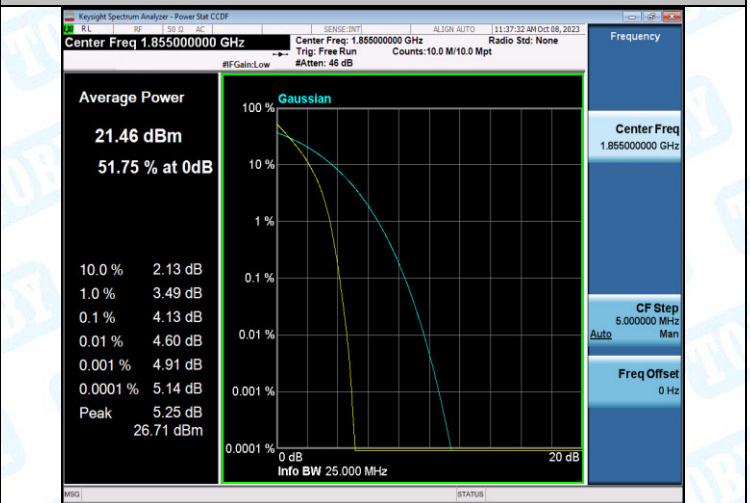 Keysight Spectrum Analyzer - Power Stat CCDF
RL RF 50 Ω AC SENSE:INT ALIGN AUTO 11:37:32 AM Oct 08, 2023
Center Freq 1.855000000 GHz
Center Freq: 1.855000000 GHz Radio Std: None
Trig: Free Run Counts:10.0 M/10.0 Mpt
#IFGain:Low #Atten: 46 dB
Frequency
Average Power
21.46 dBm
51.75 % at 0dB
10.0 % 2.13 dB
1.0 % 3.49 dB
0.1 % 4.13 dB
0.01 % 4.60 dB
0.001 % 4.91 dB
0.0001 % 5.14 dB
Peak 5.25 dB
26.71 dBm
Gaussian
100 %
10 %
1 %
0.1 %
0.01 %
0.001 %
0.0001 %
0 dB 20 dB
Info BW 25.000 MHz
Center Freq
1.855000000 GHz
CF Step
5.000000 MHz
Auto Man
Freq Offset
0 Hz
MSG STATUS